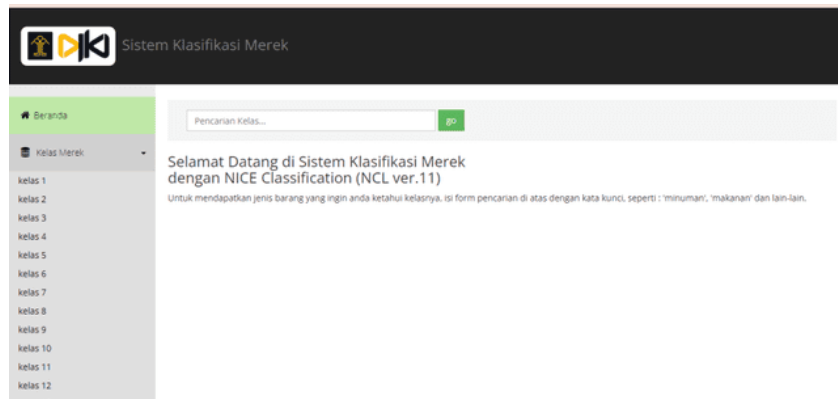 DJKI Sistem Klasifikasi Merek
Beranda
Pencarian Kelas...
go
Kelas Merek
kelas 1
kelas 2
kelas 3
kelas 4
kelas 5
kelas 6
kelas 7
kelas 8
kelas 9
kelas 10
kelas 11
kelas 12
Selamat Datang di Sistem Klasifikasi Merek
dengan NICE Classification (NCL ver.11)
Untuk mendapatkan jenis barang yang ingin anda ketahui kelasnya, isi form pencarian di atas dengan kata kunci, seperti : 'minuman', 'makanan' dan lain-lain.